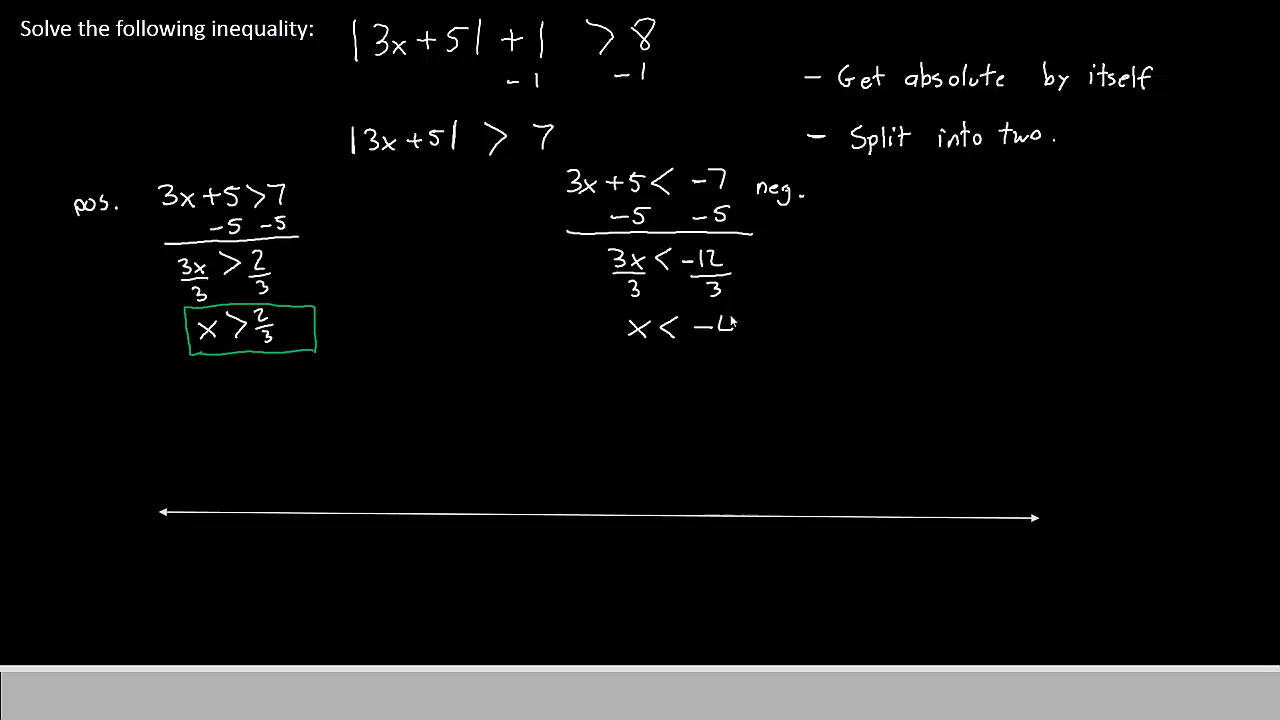 Solve the following inequality: |3x+5| + 1 > 8
-1 -1
- Get absolute by itself
|3x+5| > 7
- Split into two.
pos. 3x+5>7
-5 -5
3x/3 > 2/3
x > 2/3
3x+5< -7 neg.
-5 -5
3x/3 < -12/3
x < -4